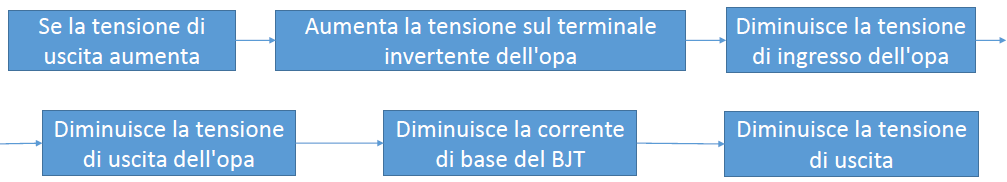 Se la tensione di
uscita aumenta
Aumenta la tensione sul terminale
invertente dell'opa
Diminuisce la tensione
di ingresso dell'opa
Diminuisce la tensione
di uscita dell'opa
Diminuisce la corrente
di base del BJT
Diminuisce la tensione
di uscita